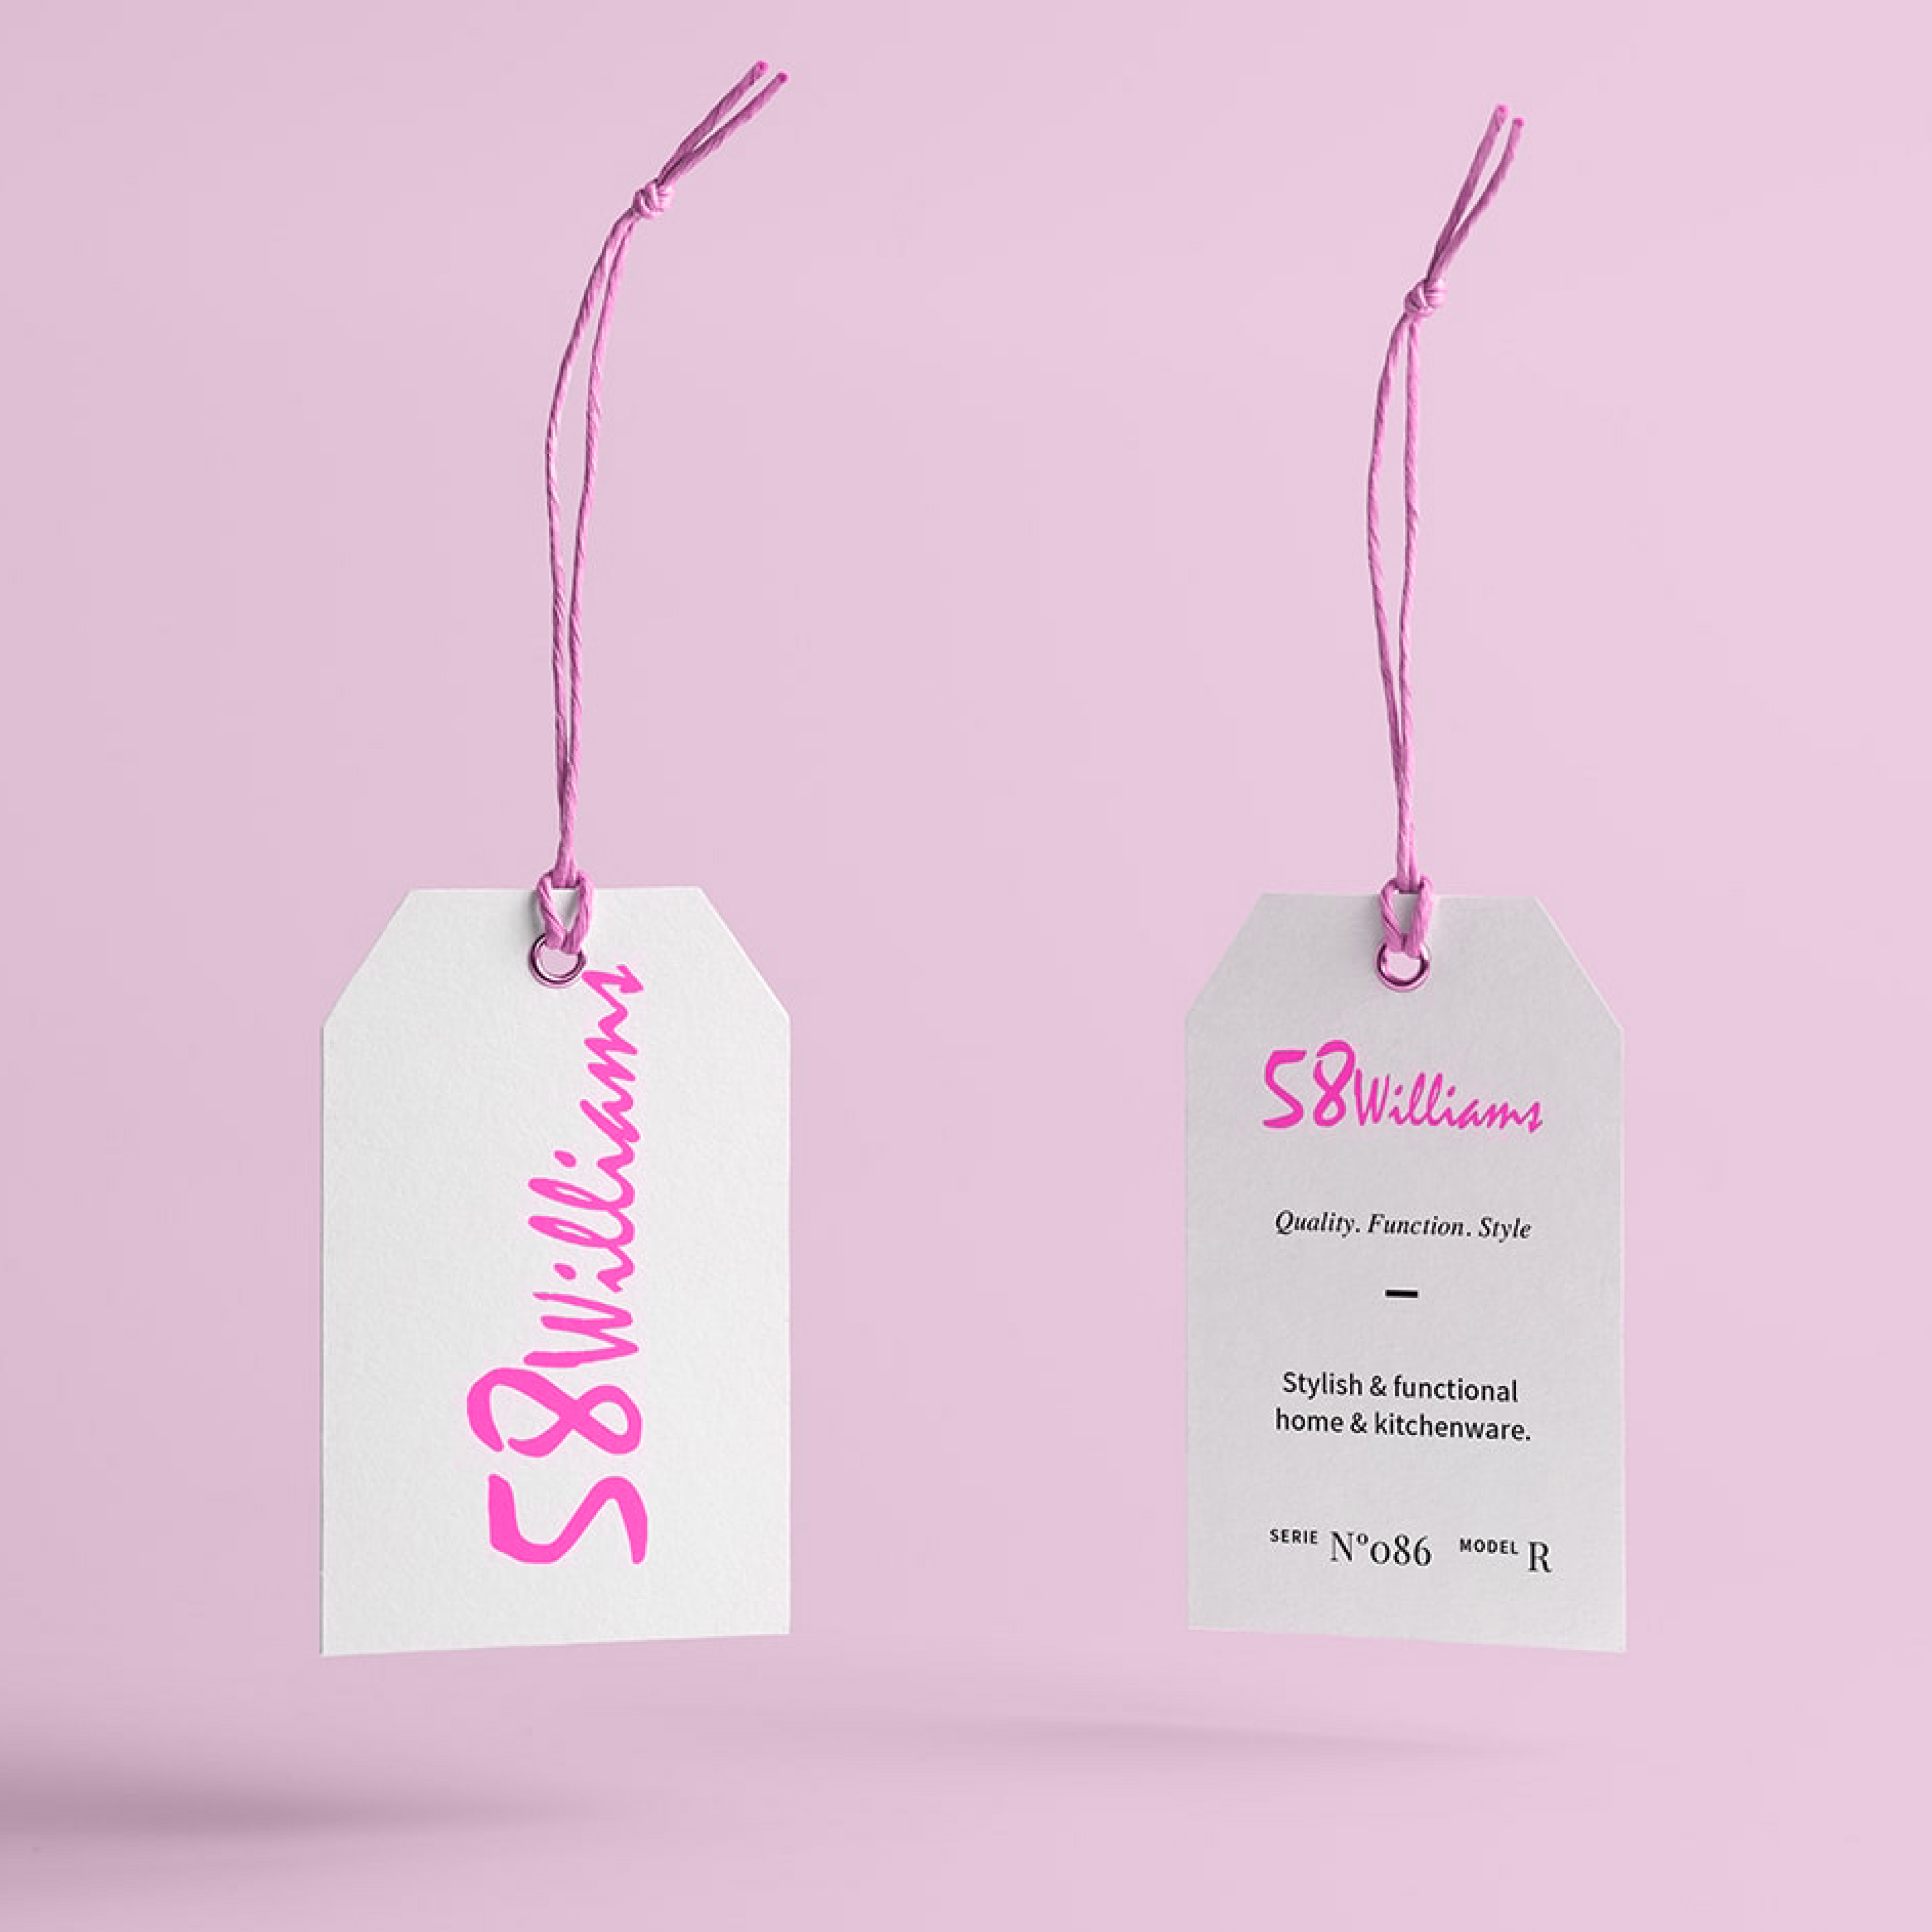 58Williams
58Williams
Quality. Function. Style
Stylish & functional
home & kitchenware.
SERIE Nº086 MODEL R